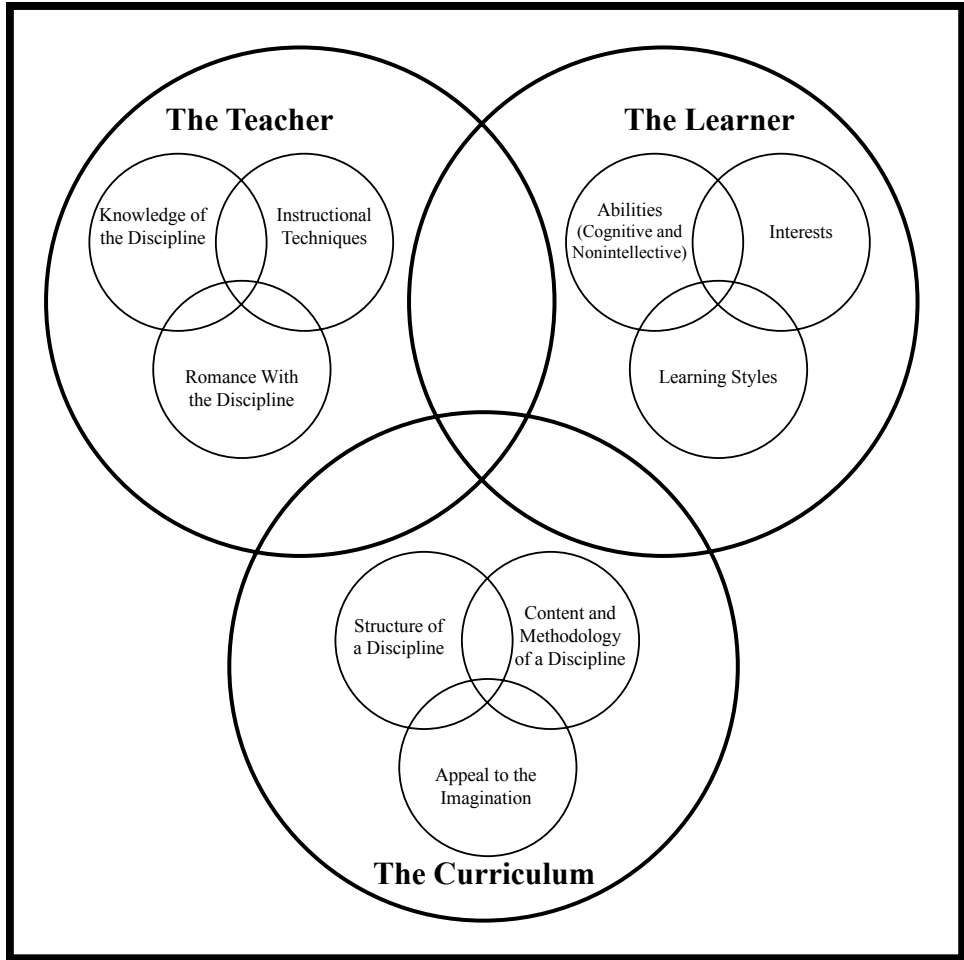 The Teacher
Knowledge of
the Discipline
Instructional
Techniques
Romance With
the Discipline
The Learner
Abilities
(Cognitive and
Nonintellective)
Interests
Learning Styles
Structure of
a Discipline
Content and
Methodology
of a Discipline
Appeal to the
Imagination
The Curriculum